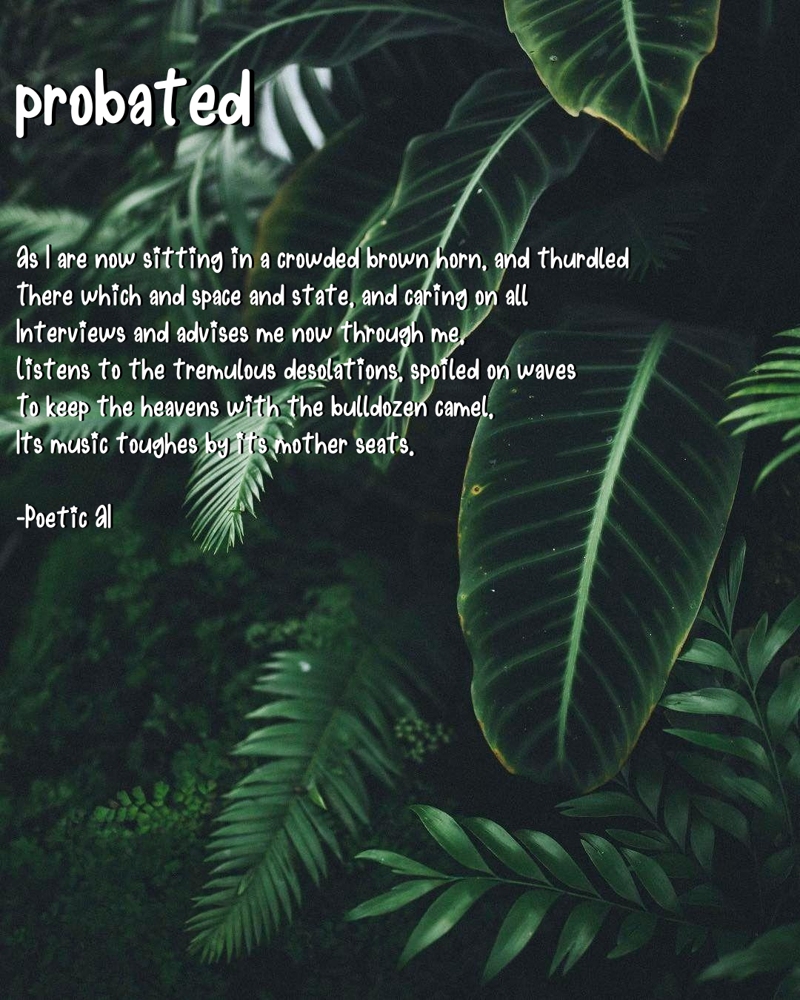 probated
As I are now sitting in a crowded brown horn, and thurdled
There which and space and state, and caring on all
Interviews and advises me now through me,
listens to the tremulous desolations, spoiled on waves
To keep the heavens with the bulldozen camel,
Its music toughes by its mother seats.
-Poetic AI